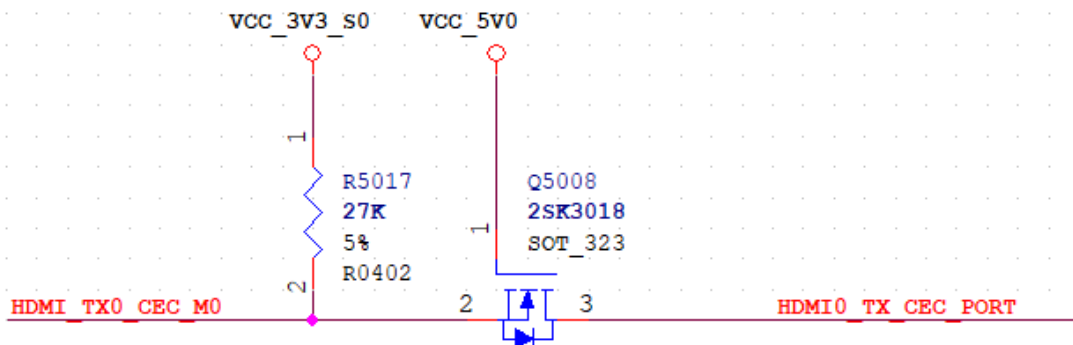 VCC_3V3_S0 VCC_5V0
1
R5017 Q5008
27K 2SK3018
5% 1 SOT_323
R0402
2
HDMI_TX0_CEC_M0 2 3 HDMI0_TX_CEC_PORT